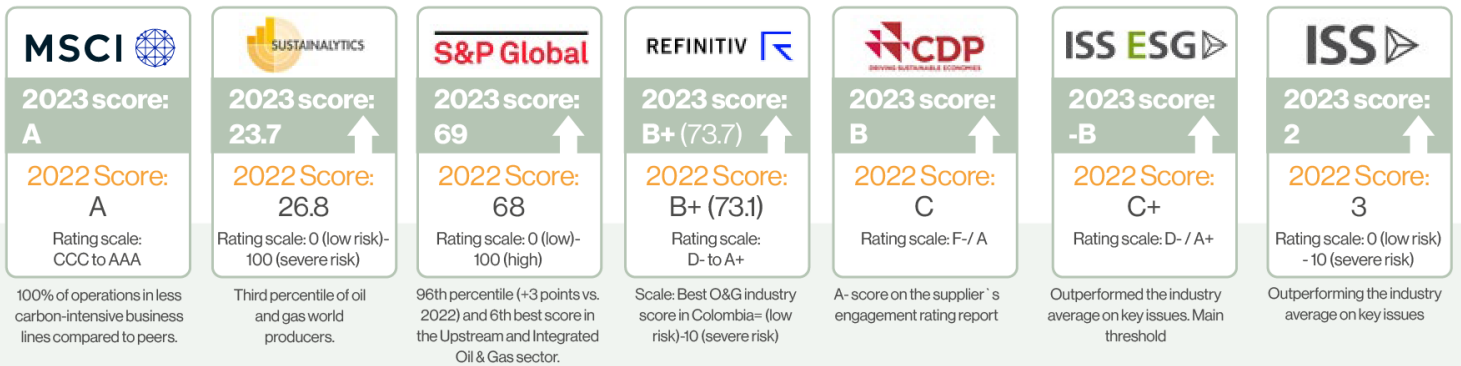 MSCI
2023 score:
A
2022 Score:
A
Rating scale:
CCC to AAA
100% of operations in less
carbon-intensive business
lines compared to peers.
SUSTAINALYTICS
2023 score:
23.7
2022 Score:
26.8
Rating scale: 0 (low risk)-
100 (severe risk)
Third percentile of oil
and gas world
producers.
S&P Global
2023 score:
69
2022 Score:
68
Rating scale: 0 (low)-
100 (high)
96th percentile (+3 points vs.
2022) and 6th best score in
the Upstream and Integrated
Oil & Gas sector.
REFINITIV
2023 score:
B+ (73.7)
2022 Score:
B+ (73.1)
Rating scale:
D- to A+
Scale: Best O&G industry
score in Colombia= (low
risk)-10 (severe risk)
CDP
DRIVING SUSTAINABLE ECONOMIES
2023 score:
B
2022 Score:
C
Rating scale: F-/ A
A- score on the supplier`s
engagement rating report
ISS ESG
2023 score:
-B
2022 Score:
C+
Rating scale: D- / A+
Outperformed the industry
average on key issues. Main
threshold
ISS
2023 score:
2
2022 Score:
3
Rating scale: 0 (low risk)
- 10 (severe risk)
Outperforming the industry
average on key issues